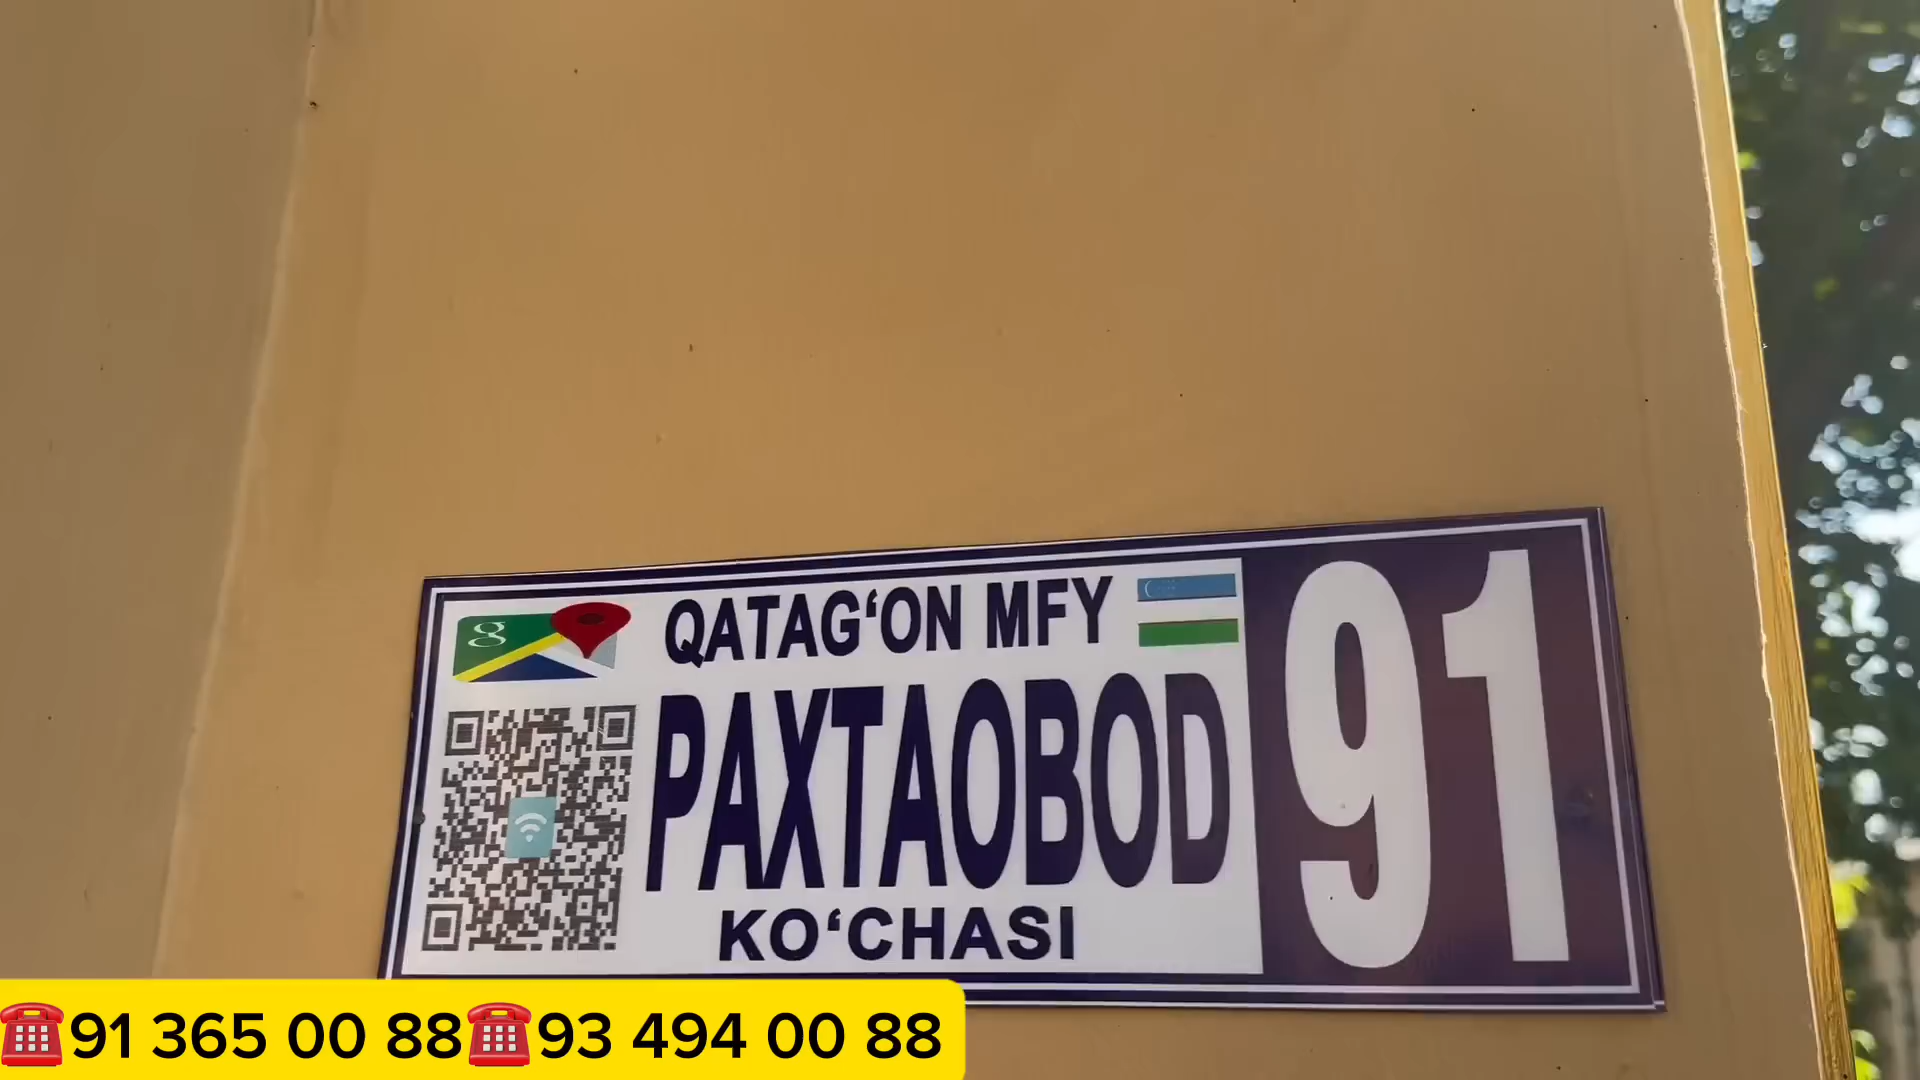 g
QATAG‘ON MFY
PAXTAOBOD
KO‘CHASI
91
☎️91 365 00 88☎️93 494 00 88